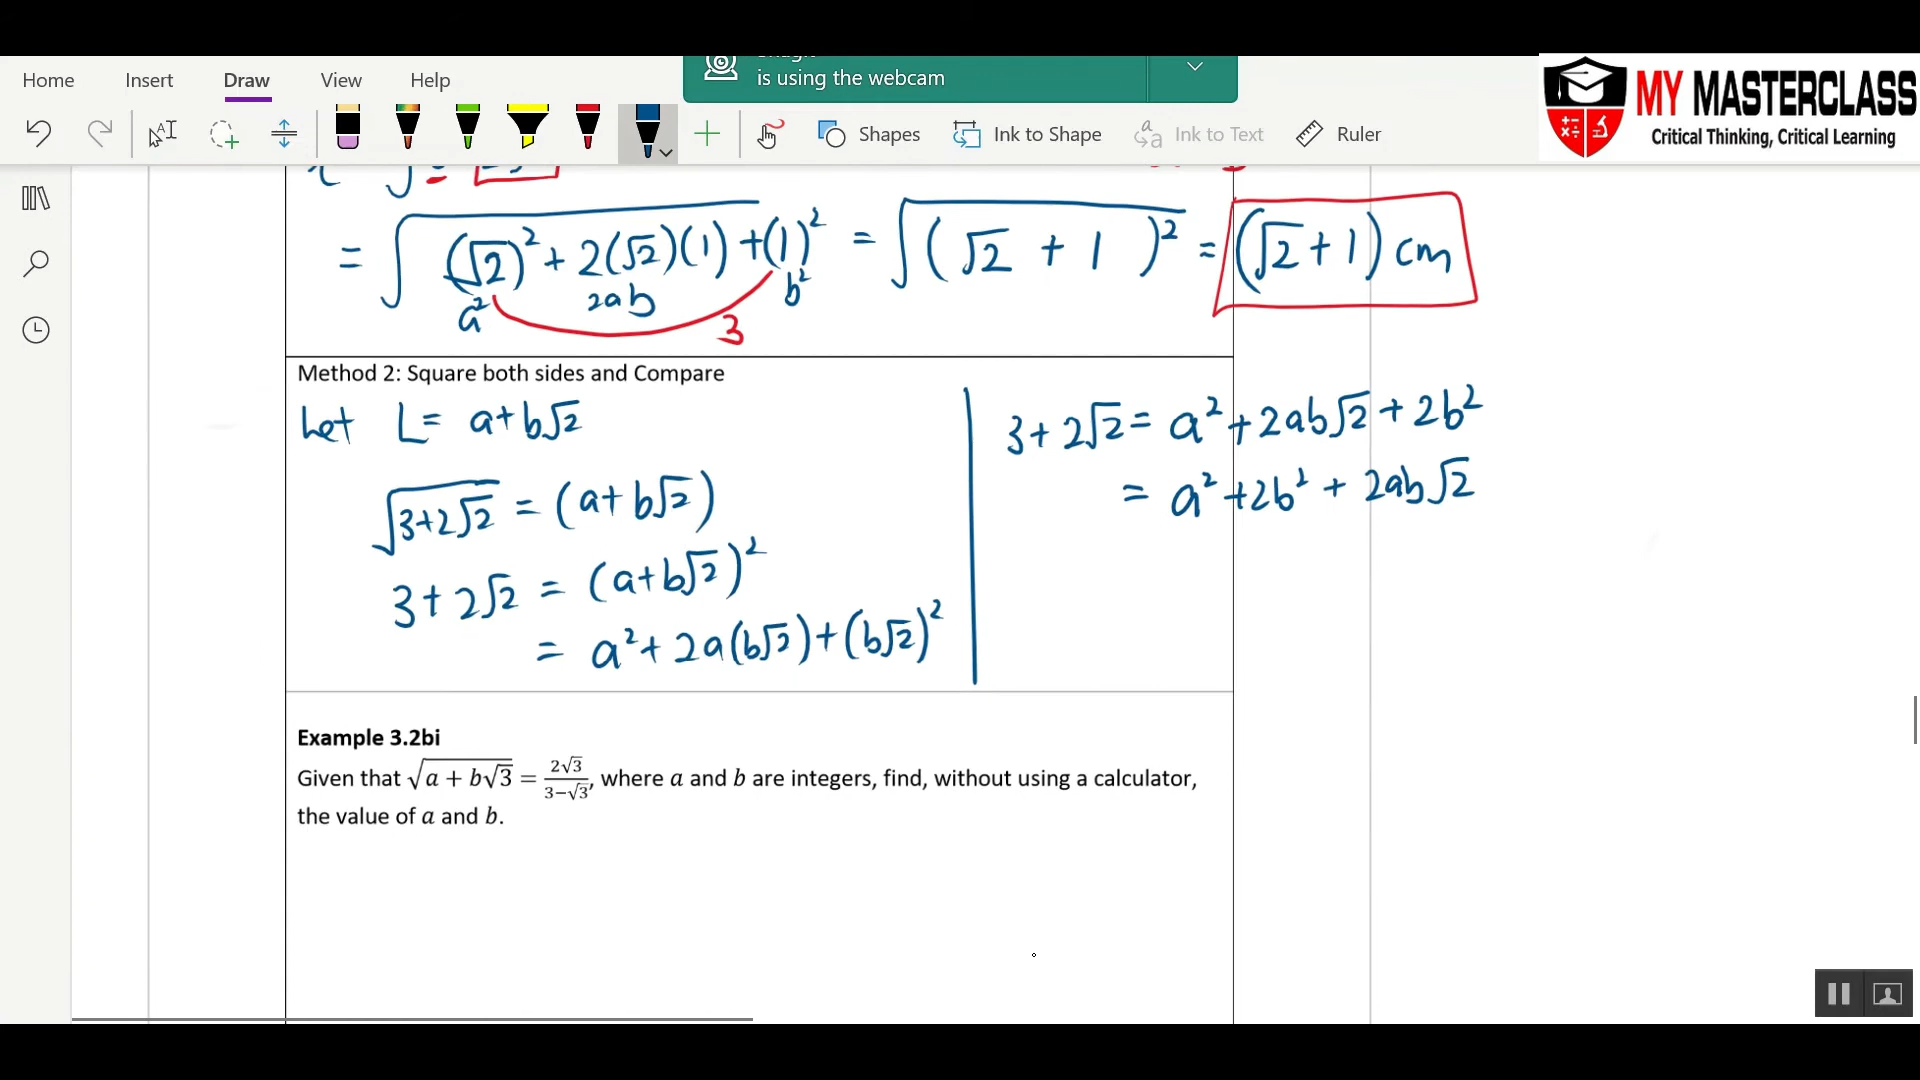 is using the webcam
Home Insert Draw View Help
MY MASTERCLASS
Critical Thinking, Critical Learning
Shapes Ink to Shape Ink to Text Ruler
= √((√2)² + 2(√2)(1) + (1)²) = √((√2 + 1)²) = (√2 + 1) cm
a² 2ab b²
3
Method 2: Square both sides and Compare
Let L = a+b√2
√(3+2√2) = (a+b√2)
3+2√2 = (a+b√2)²
= a² + 2a(b√2) + (b√2)²
3+2√2 = a² + 2ab√2 + 2b²
= a² + 2b² + 2ab√2
Example 3.2bi
Given that √(a + b√3) = 2√3/(3−√3), where a and b are integers, find, without using a calculator,
the value of a and b.